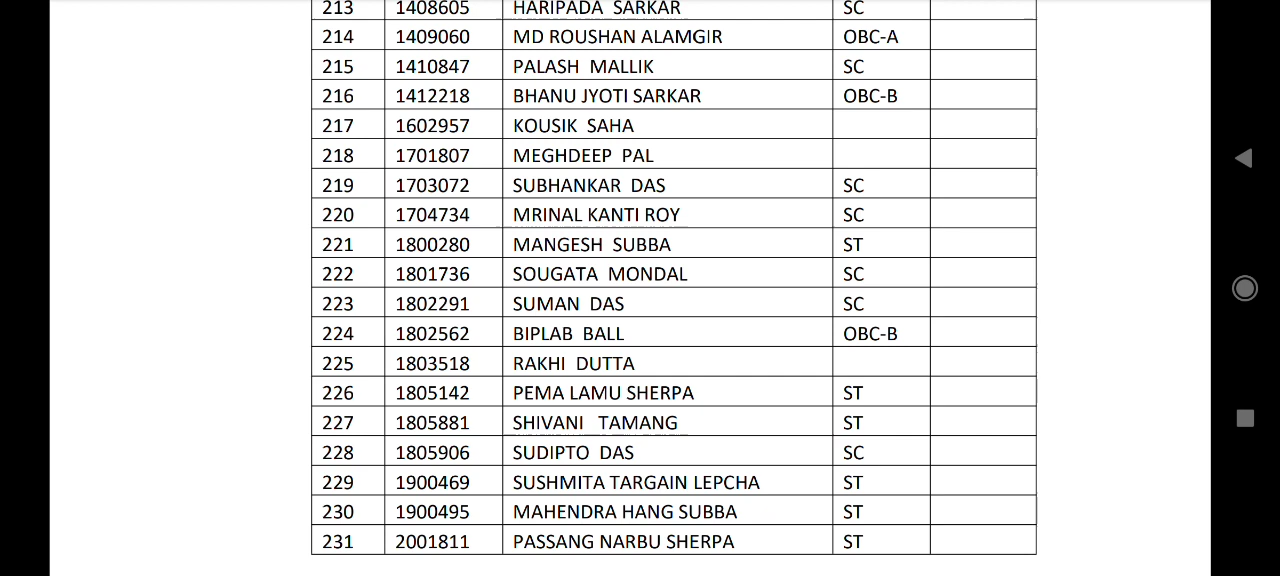 213 1408605 HARIPADA SARKAR SC
214 1409060 MD ROUSHAN ALAMGIR OBC-A
215 1410847 PALASH MALLIK SC
216 1412218 BHANU JYOTI SARKAR OBC-B
217 1602957 KOUSIK SAHA
218 1701807 MEGHDEEP PAL
219 1703072 SUBHANKAR DAS SC
220 1704734 MRINAL KANTI ROY SC
221 1800280 MANGESH SUBBA ST
222 1801736 SOUGATA MONDAL SC
223 1802291 SUMAN DAS SC
224 1802562 BIPLAB BALL OBC-B
225 1803518 RAKHI DUTTA
226 1805142 PEMA LAMU SHERPA ST
227 1805881 SHIVANI TAMANG ST
228 1805906 SUDIPTO DAS SC
229 1900469 SUSHMITA TARGAIN LEPCHA ST
230 1900495 MAHENDRA HANG SUBBA ST
231 2001811 PASSANG NARBU SHERPA ST